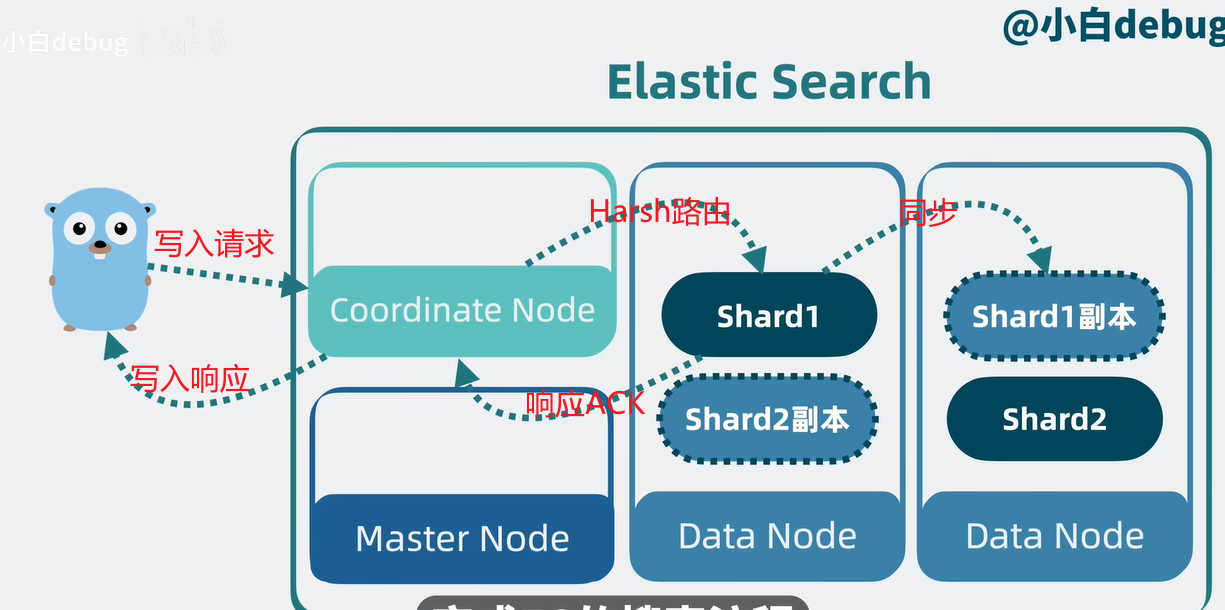 小白debug
@小白debug
Elastic Search
写入请求
Harsh路由
同步
Coordinate Node
Shard1
Shard1副本
写入响应
响应ACK
Shard2副本
Shard2
Master Node
Data Node
Data Node